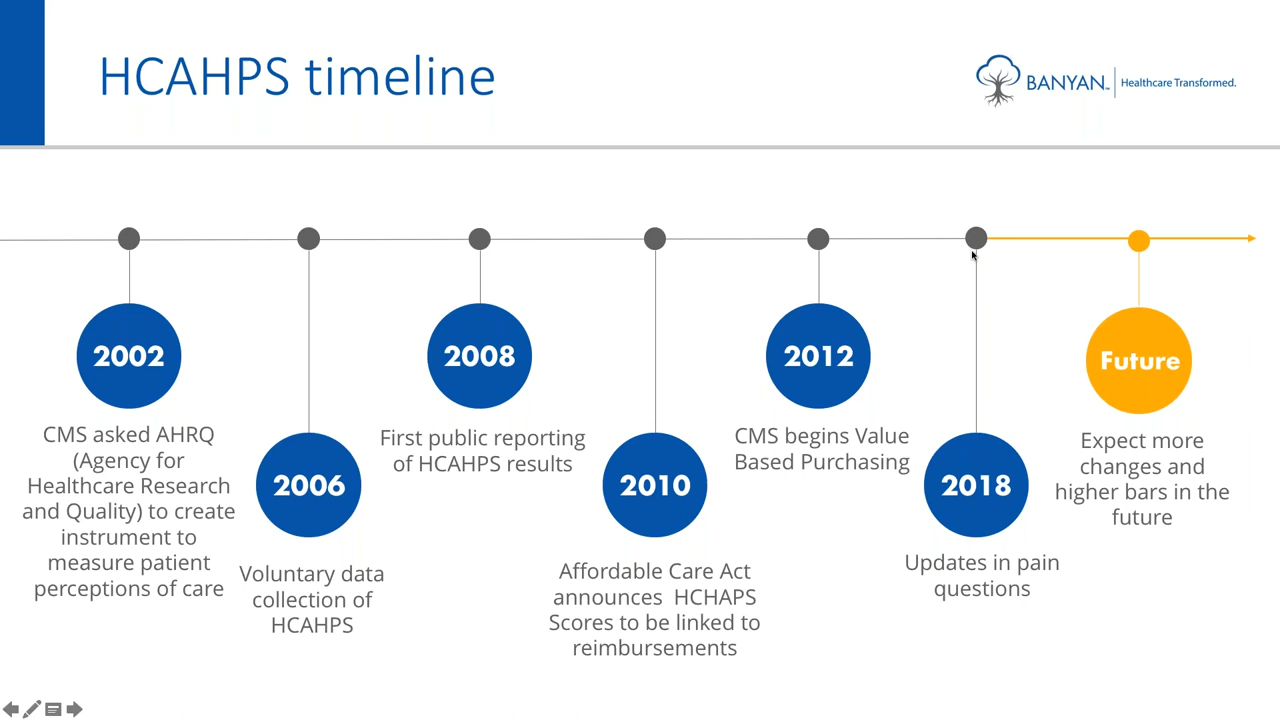 HCAHPS timeline
BANYAN™ Healthcare Transformed.
2002
CMS asked AHRQ
(Agency for
Healthcare Research
and Quality) to create
instrument to
measure patient
perceptions of care
2006
Voluntary data
collection of
HCAHPS
2008
First public reporting
of HCAHPS results
2010
Affordable Care Act
announces HCHAPS
Scores to be linked to
reimbursements
2012
CMS begins Value
Based Purchasing
2018
Updates in pain
questions
Future
Expect more
changes and
higher bars in the
future